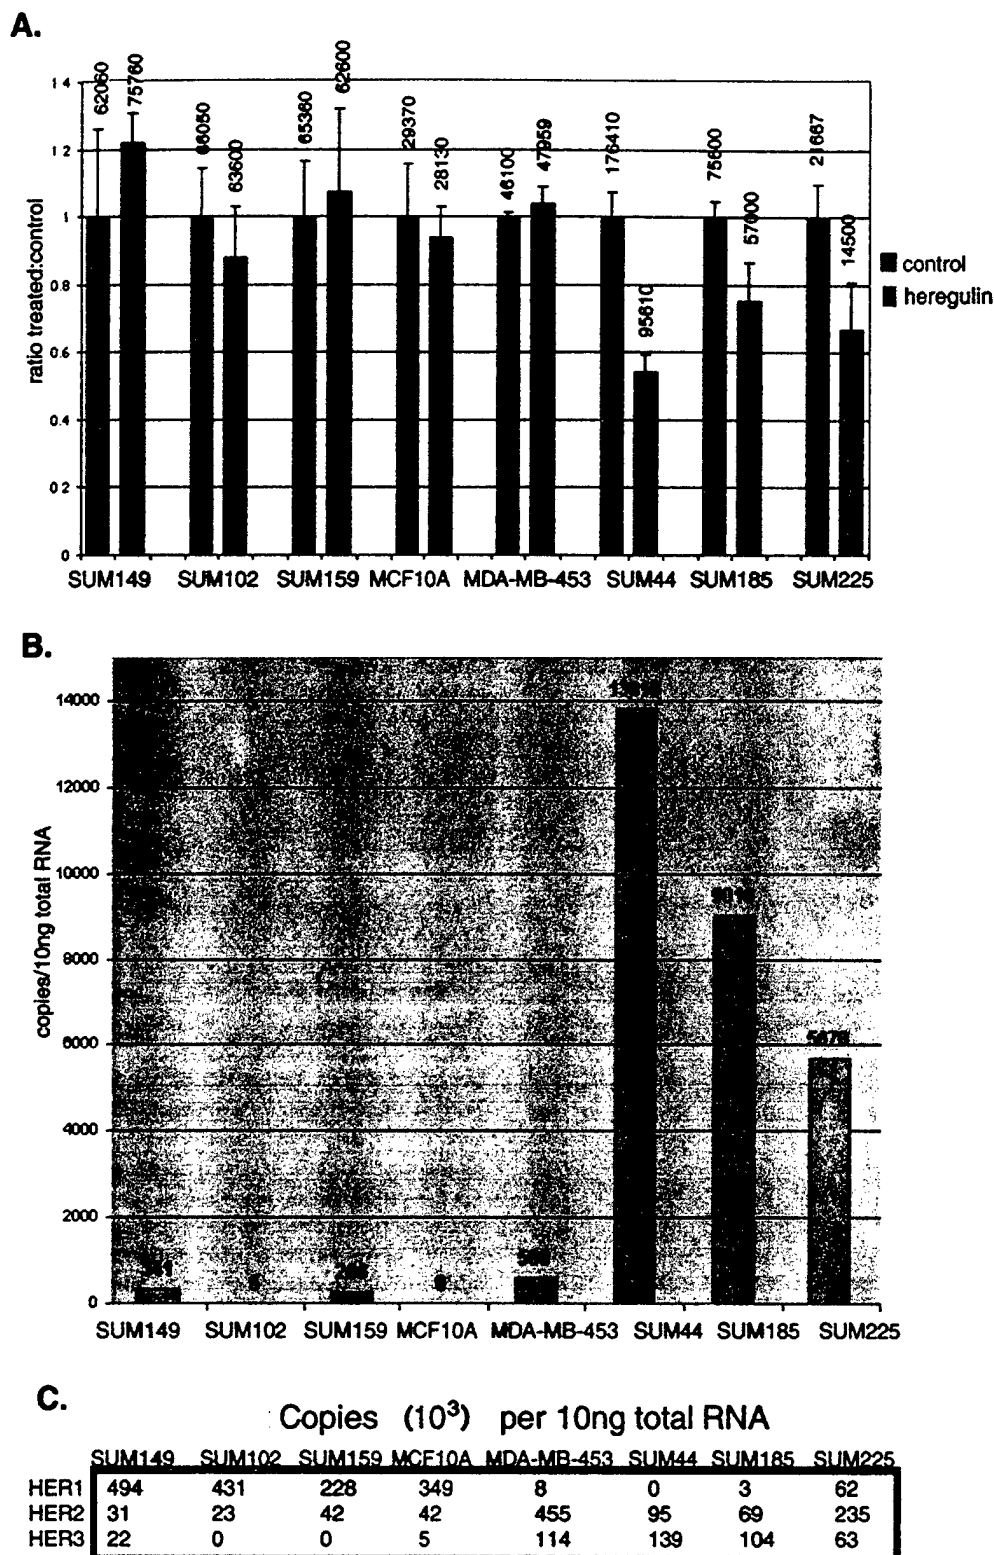 A.
62060 75760 63600 65360 62600 29370 28130 46100 47959 176410 95610 75600 57000 21667 14500
1 4
1 2
1
0.8
0.6
0.4
0 2
0
ratio treated:control
control
heregulin
SUM149 SUM102 SUM159 MCF10A MDA-MB-453 SUM44 SUM185 SUM225
B.
14000
12000
10000
8000
6000
4000
2000
0
copies/10ng total RNA
SUM149 SUM102 SUM159 MCF10A MDA-MB-453 SUM44 SUM185 SUM225
C.
Copies (10³) per 10ng total RNA
SUM149 SUM102 SUM159 MCF10A MDA-MB-453 SUM44 SUM185 SUM225
HER1 494 431 228 349 8 0 3 62
HER2 31 23 42 42 455 95 69 235
HER3 22 0 0 5 114 139 104 63